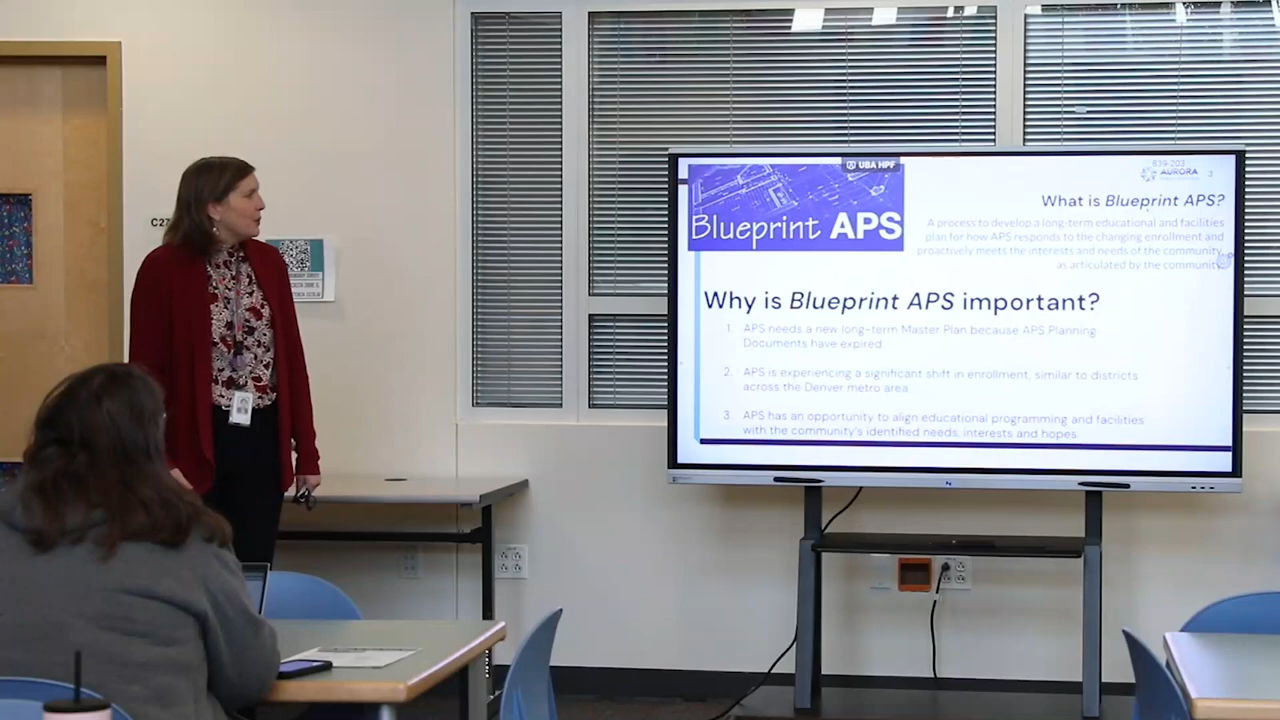 C27
UBA HPF
839-203
AURORA
3
Blueprint APS
What is Blueprint APS?
A process to develop a long-term educational and facilities
plan for how APS responds to the changing enrollment and
proactively meets the interests and needs of the community,
as articulated by the community.
Why is Blueprint APS important?
1. APS needs a new long-term Master Plan because APS Planning
Documents have expired
2. APS is experiencing a significant shift in enrollment, similar to districts
across the Denver metro area
3. APS has an opportunity to align educational programming and facilities
with the community's identified needs, interests and hopes.